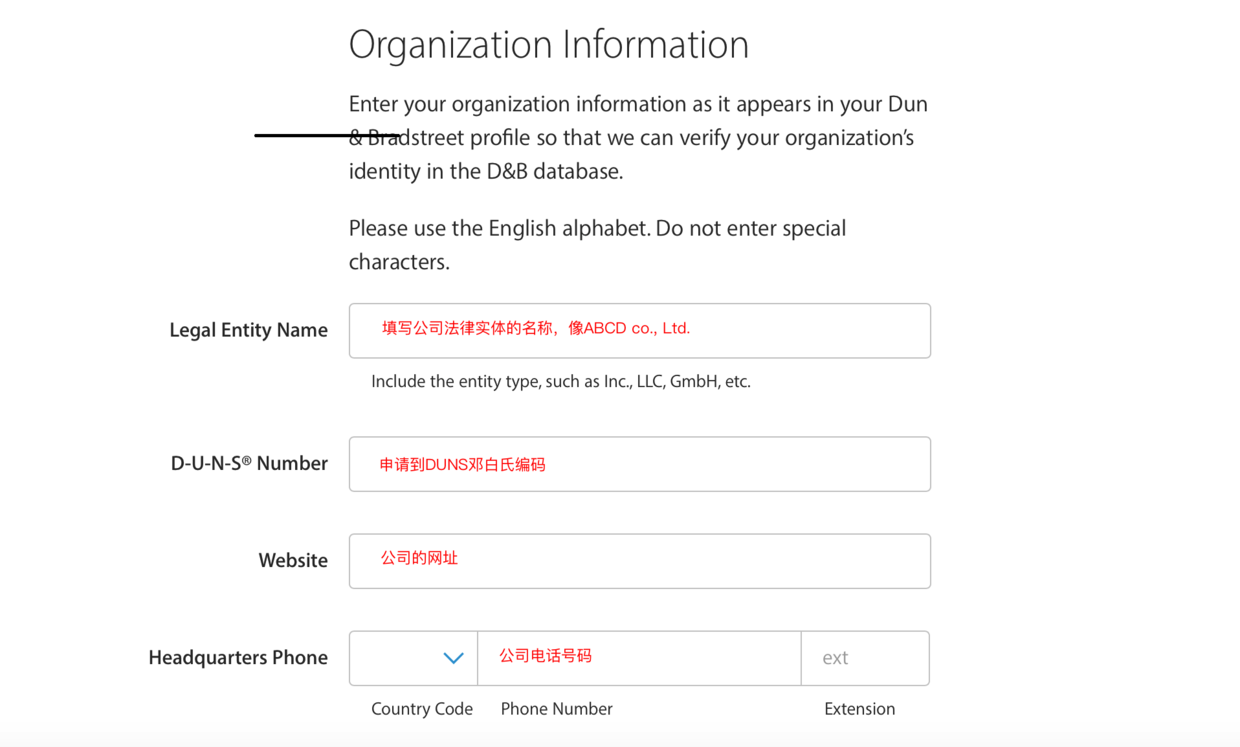 Organization Information
Enter your organization information as it appears in your Dun
& Bradstreet profile so that we can verify your organization’s
identity in the D&B database.
Please use the English alphabet. Do not enter special
characters.
Legal Entity Name
填写公司法律实体的名称，像ABCD co., Ltd.
Include the entity type, such as Inc., LLC, GmbH, etc.
D-U-N-S® Number
申请到DUNS邓白氏编码
Website
公司的网址
Headquarters Phone
公司电话号码
ext
Country Code
Phone Number
Extension